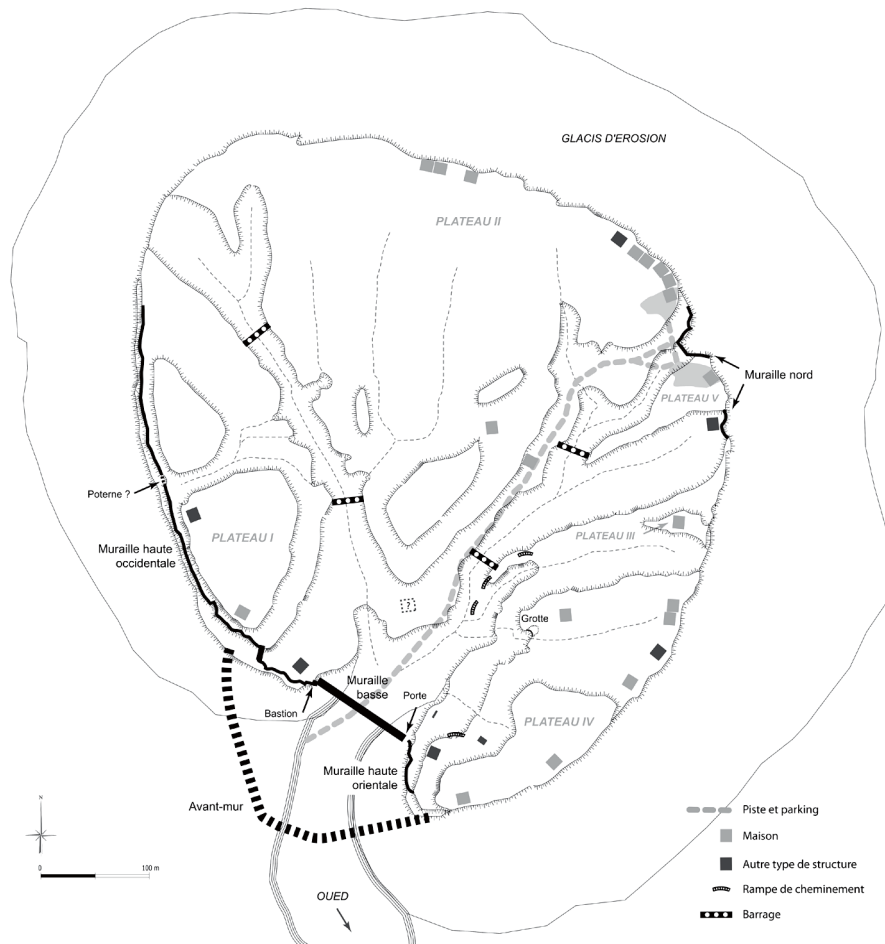 GLACIS D'EROSION
PLATEAU II
Muraille nord
PLATEAU V
Poterne ?
PLATEAU I
PLATEAU III
Muraille haute
occidentale
?
Grotte
Muraille
basse
Porte
Bastion
PLATEAU IV
Muraille haute
orientale
Avant-mur
N
0
100 m
OUED
Piste et parking
Maison
Autre type de structure
Rampe de cheminement
Barrage